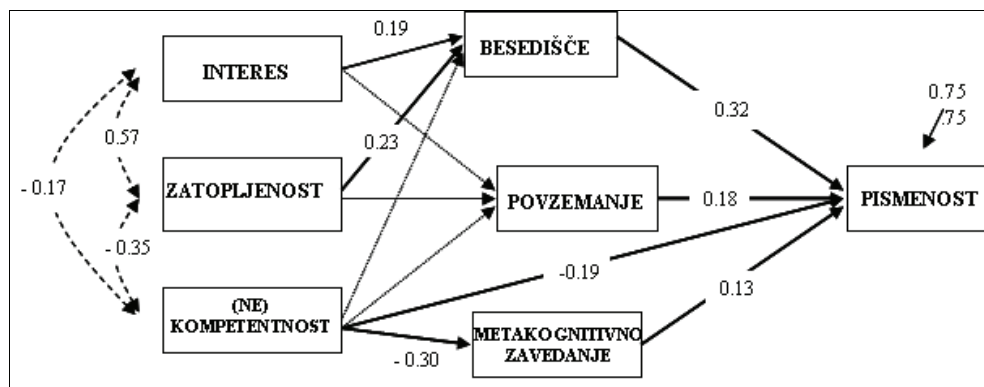 0.19
BESEDIŠČE
INTERES
0.32
0.75
.75
0.57
0.23
- 0.17
ZATOPLJENOST
POVZEMANJE
0.18
PISMENOST
- 0.35
-0.19
(NE)
KOMPETENTNOST
0.13
METAKOGNITIVNO
ZAVEDANJE
- 0.30